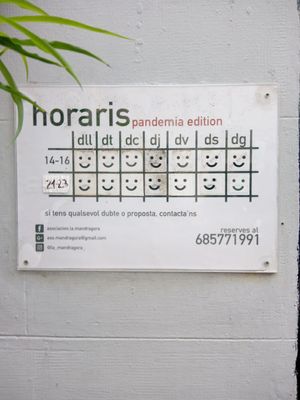 horaris
pandemia edition
dll dt dc dj dv ds dg
14-16
21-23
si tens qualsevol dubte o proposta, contacta'ns
associacies la mandragora
ass.mandragora@gmail.com
@la_mandragora
reserves al
685771991